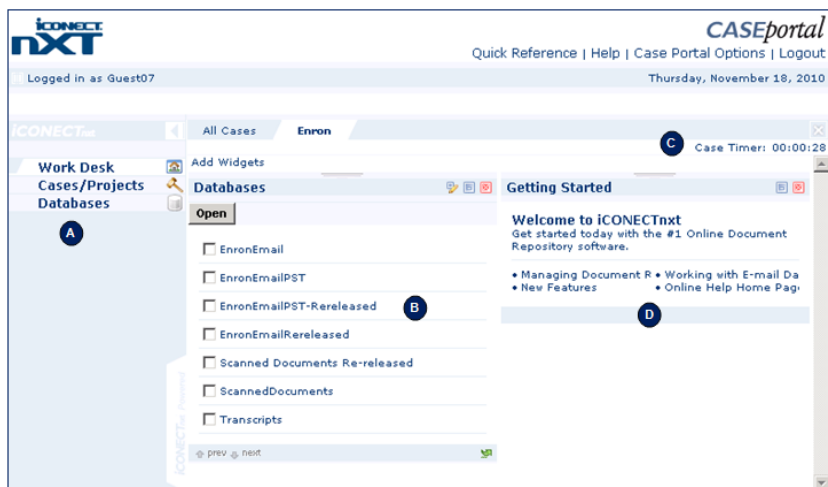 iCONECT
nXT
CASEportal
Quick Reference | Help | Case Portal Options | Logout
Logged in as Guest07
Thursday, November 18, 2010
iCONECTnxt
All Cases
Enron
C
Case Timer: 00:00:28
Work Desk
Cases/Projects
Databases
A
Add Widgets
Databases
Open
EnronEmail
EnronEmailPST
EnronEmailPST-Rereleased
B
EnronEmailRereleased
Scanned Documents Re-released
ScannedDocuments
Transcripts
prev next
Getting Started
Welcome to iCONECTnxt
Get started today with the #1 Online Document
Repository software.
• Managing Document R • Working with E-mail Da
• New Features • Online Help Home Page
D
iCONECTnxt Powered